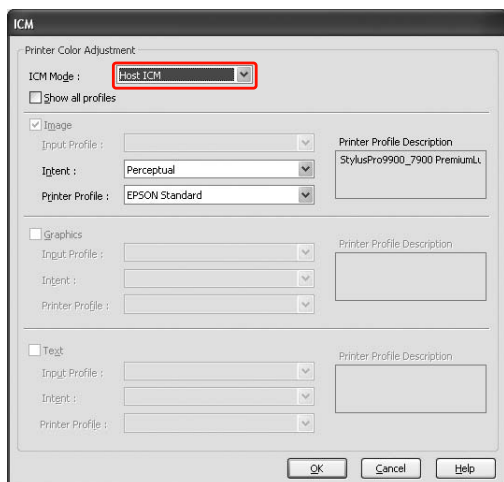 ICM
Printer Color Adjustment
ICM Mode :
Host ICM
Show all profiles
Image
Input Profile :
Printer Profile Description
Intent :
Perceptual
StylusPro9900_7900 PremiumLu
Printer Profile :
EPSON Standard
Graphics
Input Profile :
Printer Profile Description
Intent :
Printer Profile :
Text
Input Profile :
Printer Profile Description
Intent :
Printer Profile :
OK
Cancel
Help